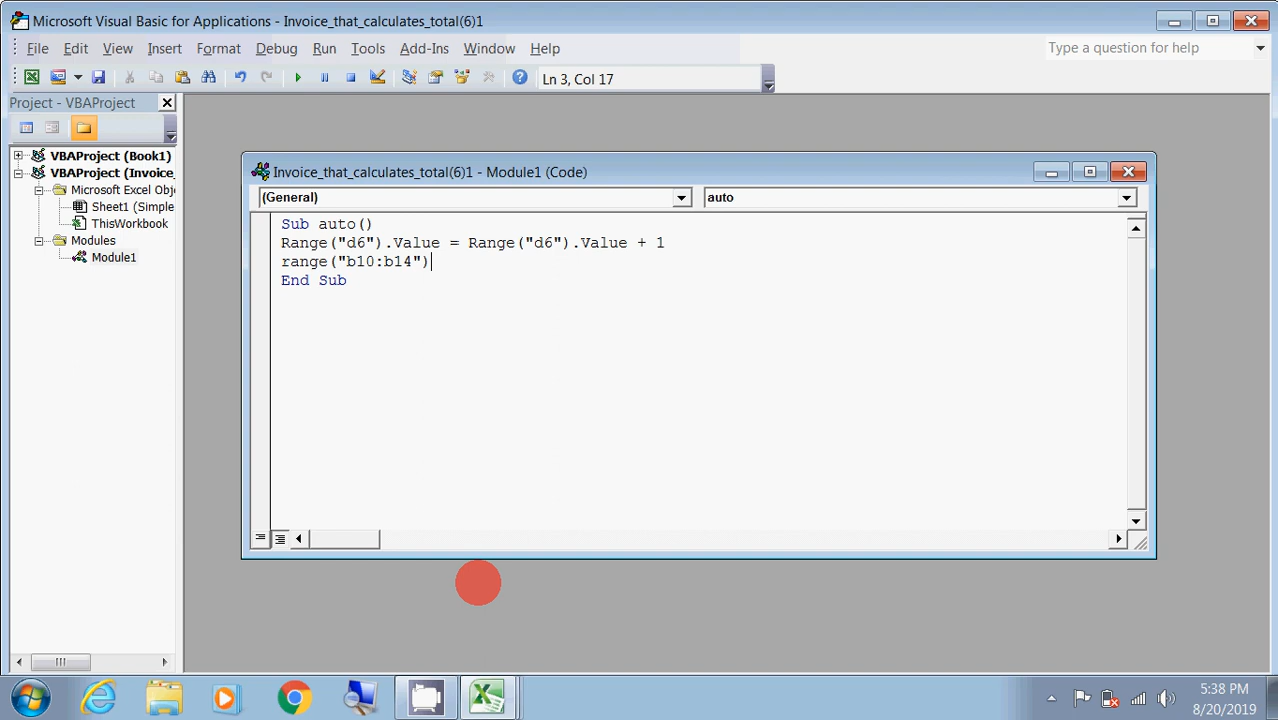 Microsoft Visual Basic for Applications - Invoice_that_calculates_total(6)1
File Edit View Insert Format Debug Run Tools Add-Ins Window Help
Type a question for help
Ln 3, Col 17
Project - VBAProject
VBAProject (Book1)
VBAProject (Invoice_
Microsoft Excel Obj
Sheet1 (Simple
ThisWorkbook
Modules
Module1
Invoice_that_calculates_total(6)1 - Module1 (Code)
(General)
auto
Sub auto()
Range("d6").Value = Range("d6").Value + 1
range("b10:b14")
End Sub
5:38 PM
8/20/2019